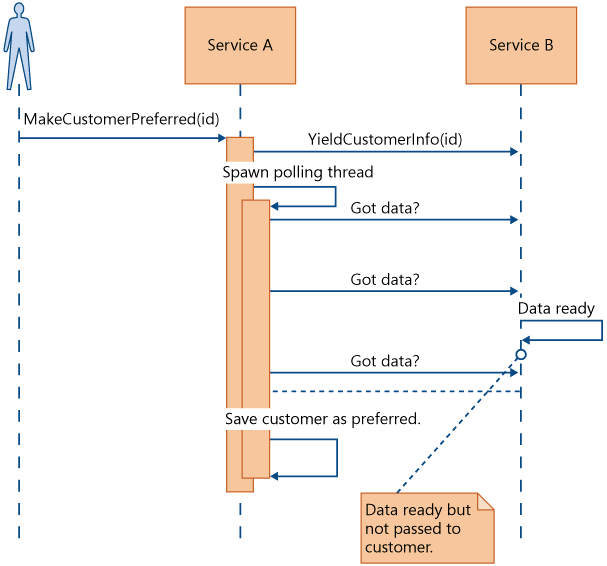 Service A
Service B
MakeCustomerPreferred(id)
YieldCustomerInfo(id)
Spawn polling thread
Got data?
Got data?
Data ready
Got data?
Save customer as preferred.
Data ready but
not passed to
customer.